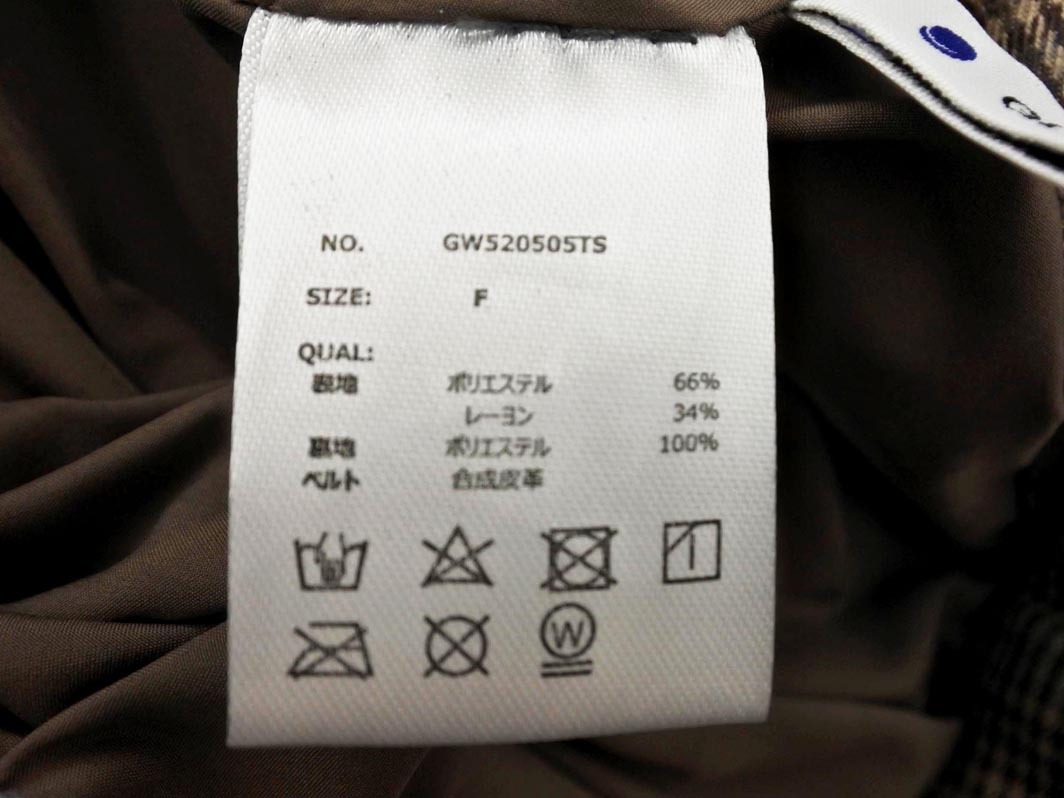 NO. GW520505TS
SIZE: F
QUAL:
表地 ポリエステル 66%
レーヨン 34%
裏地 ポリエステル 100%
ベルト 合成皮革
W